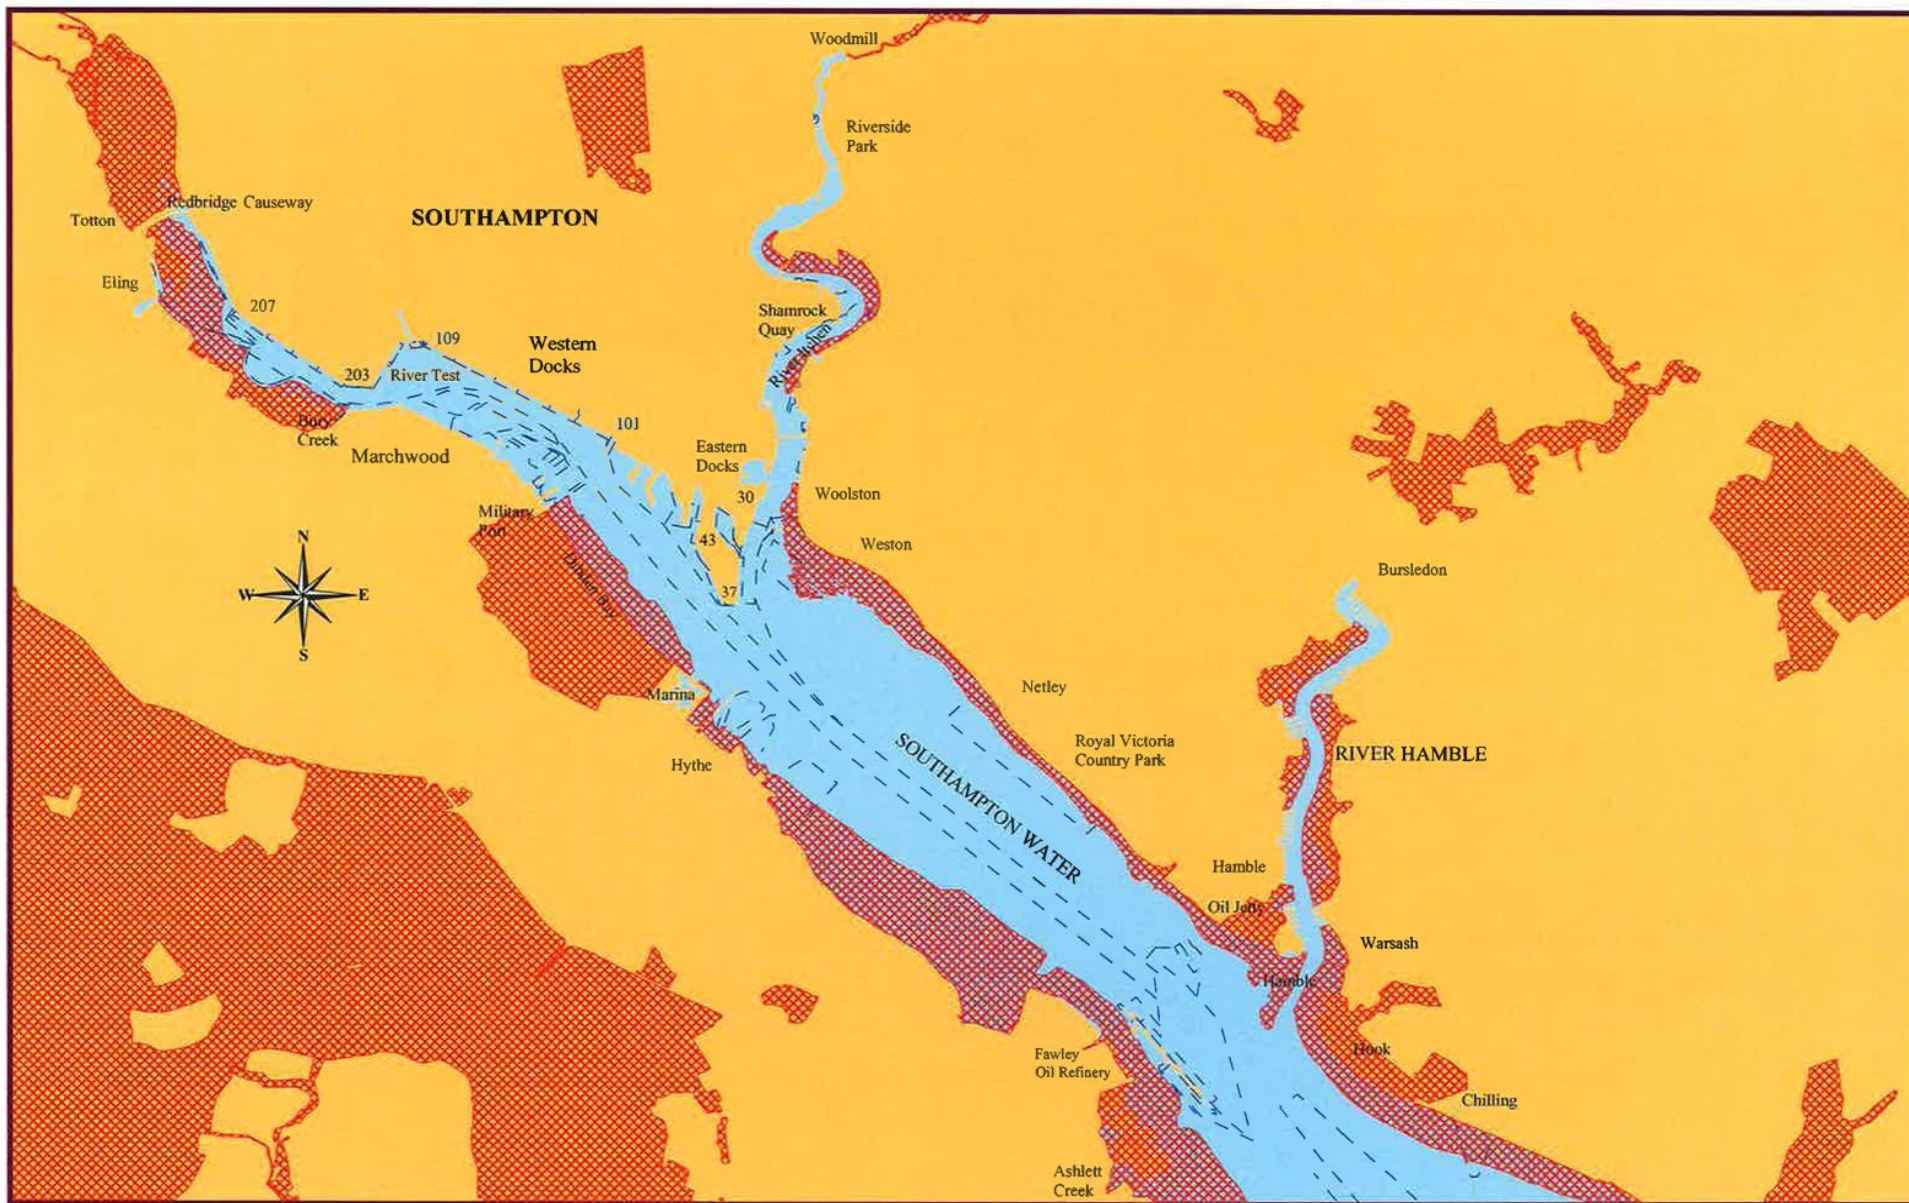 Woodmill
Riverside
Park
Redbridge Causeway
Totton
SOUTHAMPTON
Eling
207
109
Western
Docks
Shamrock
Quay
River Itchen
203
River Test
Bury
Creek
101
Marchwood
Eastern
Docks
30
Woolston
Military
Port
43
Weston
N
W
E
S
Dibden Bay
37
Bursledon
Marina
Netley
Hythe
Royal Victoria
Country Park
SOUTHAMPTON WATER
RIVER HAMBLE
Hamble
Oil Jetty
Warsash
Hamble
Fawley
Oil Refinery
Hook
Chilling
Ashlett
Creek